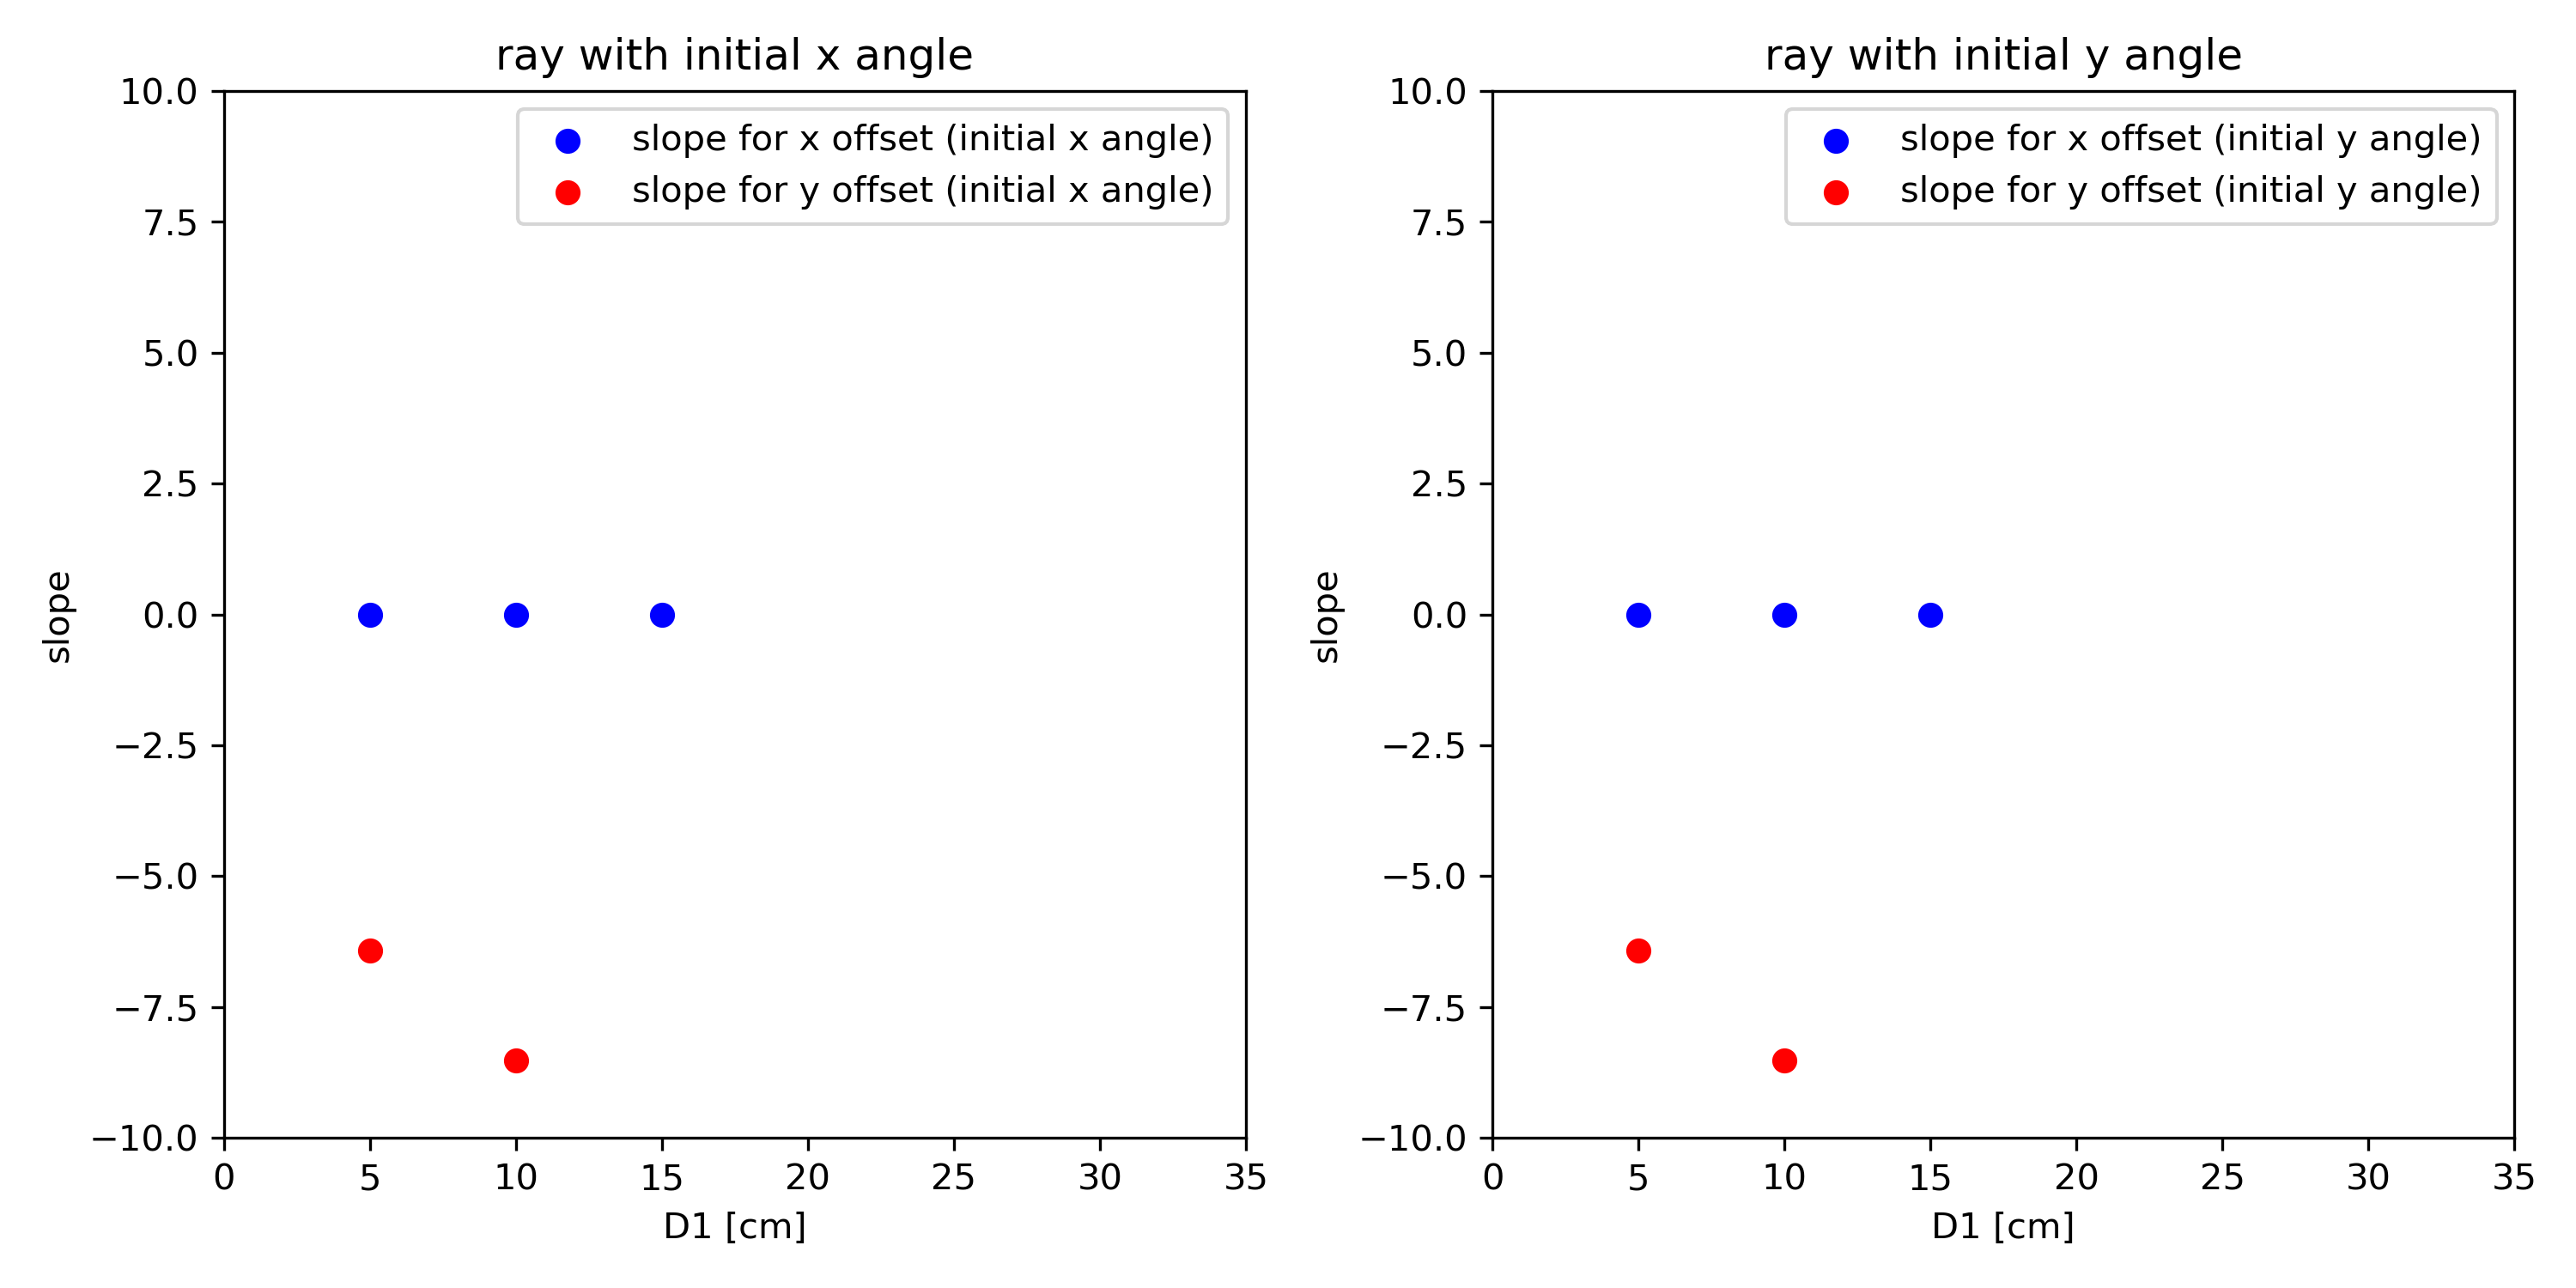 ray with initial x angle
10.0
7.5
5.0
2.5
0.0
−2.5
−5.0
−7.5
−10.0
slope
slope for x offset (initial x angle)
slope for y offset (initial x angle)
0 5 10 15 20 25 30 35
D1 [cm]
ray with initial y angle
10.0
7.5
5.0
2.5
0.0
−2.5
−5.0
−7.5
−10.0
slope
slope for x offset (initial y angle)
slope for y offset (initial y angle)
0 5 10 15 20 25 30 35
D1 [cm]